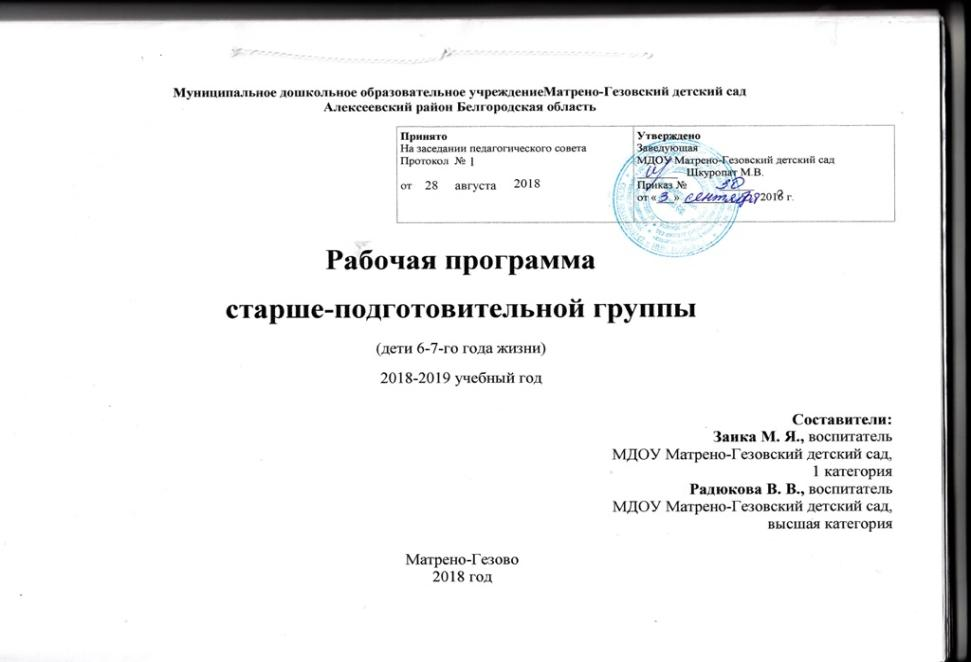 Муниципальное дошкольное образовательное учреждениеМатрено-Гезовский детский сад
Алексеевский район Белгородская область
Принято
На заседании педагогического совета
Протокол № 1
от 28 августа 2018
Утверждено
Заведующая
МДОУ Матрено-Гезовский детский сад
Шкуропат М.В.
Приказ № 30
от «3» сентября 2018 г.
Рабочая программа
старше-подготовительной группы
(дети 6-7-го года жизни)
2018-2019 учебный год
Составители:
Заика М. Я., воспитатель
МДОУ Матрено-Гезовский детский сад,
1 категория
Радюкова В. В., воспитатель
МДОУ Матрено-Гезовский детский сад,
высшая категория
Матрено-Гезово
2018 год